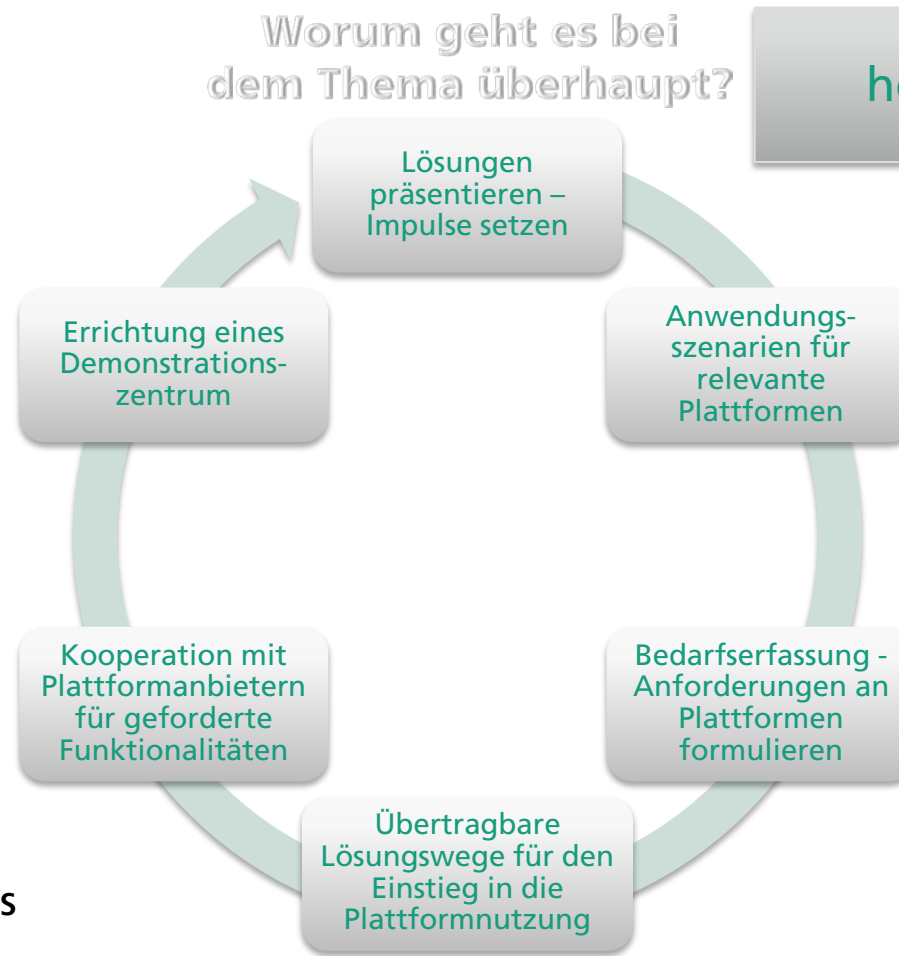 Worum geht es bei
dem Thema überhaupt?
Lösungen
präsentieren –
Impulse setzen
Anwendungs-
szenarien für
relevante
Plattformen
Bedarfserfassung -
Anforderungen an
Plattformen
formulieren
Übertragbare
Lösungswege für den
Einstieg in die
Plattformnutzung
Kooperation mit
Plattformanbietern
für geforderte
Funktionalitäten
Errichtung eines
Demonstrations-
zentrum